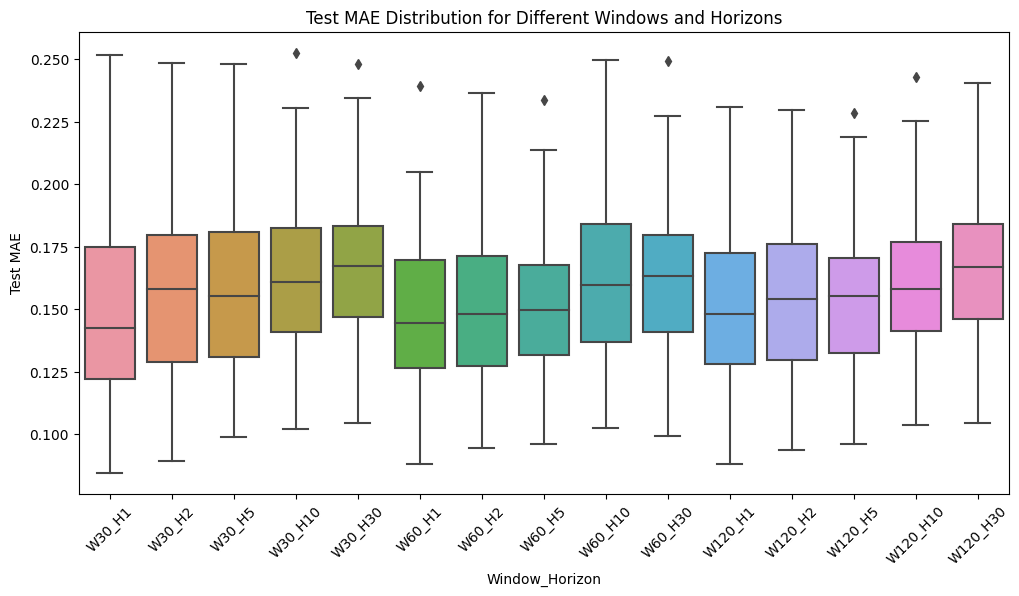 Test MAE Distribution for Different Windows and Horizons
0.250
0.225
0.200
0.175
0.150
0.125
0.100
Test MAE
W30_H1
W30_H2
W30_H5
W30_H10
W30_H30
W60_H1
W60_H2
W60_H5
W60_H10
W60_H30
W120_H1
W120_H2
W120_H5
W120_H10
W120_H30
Window_Horizon